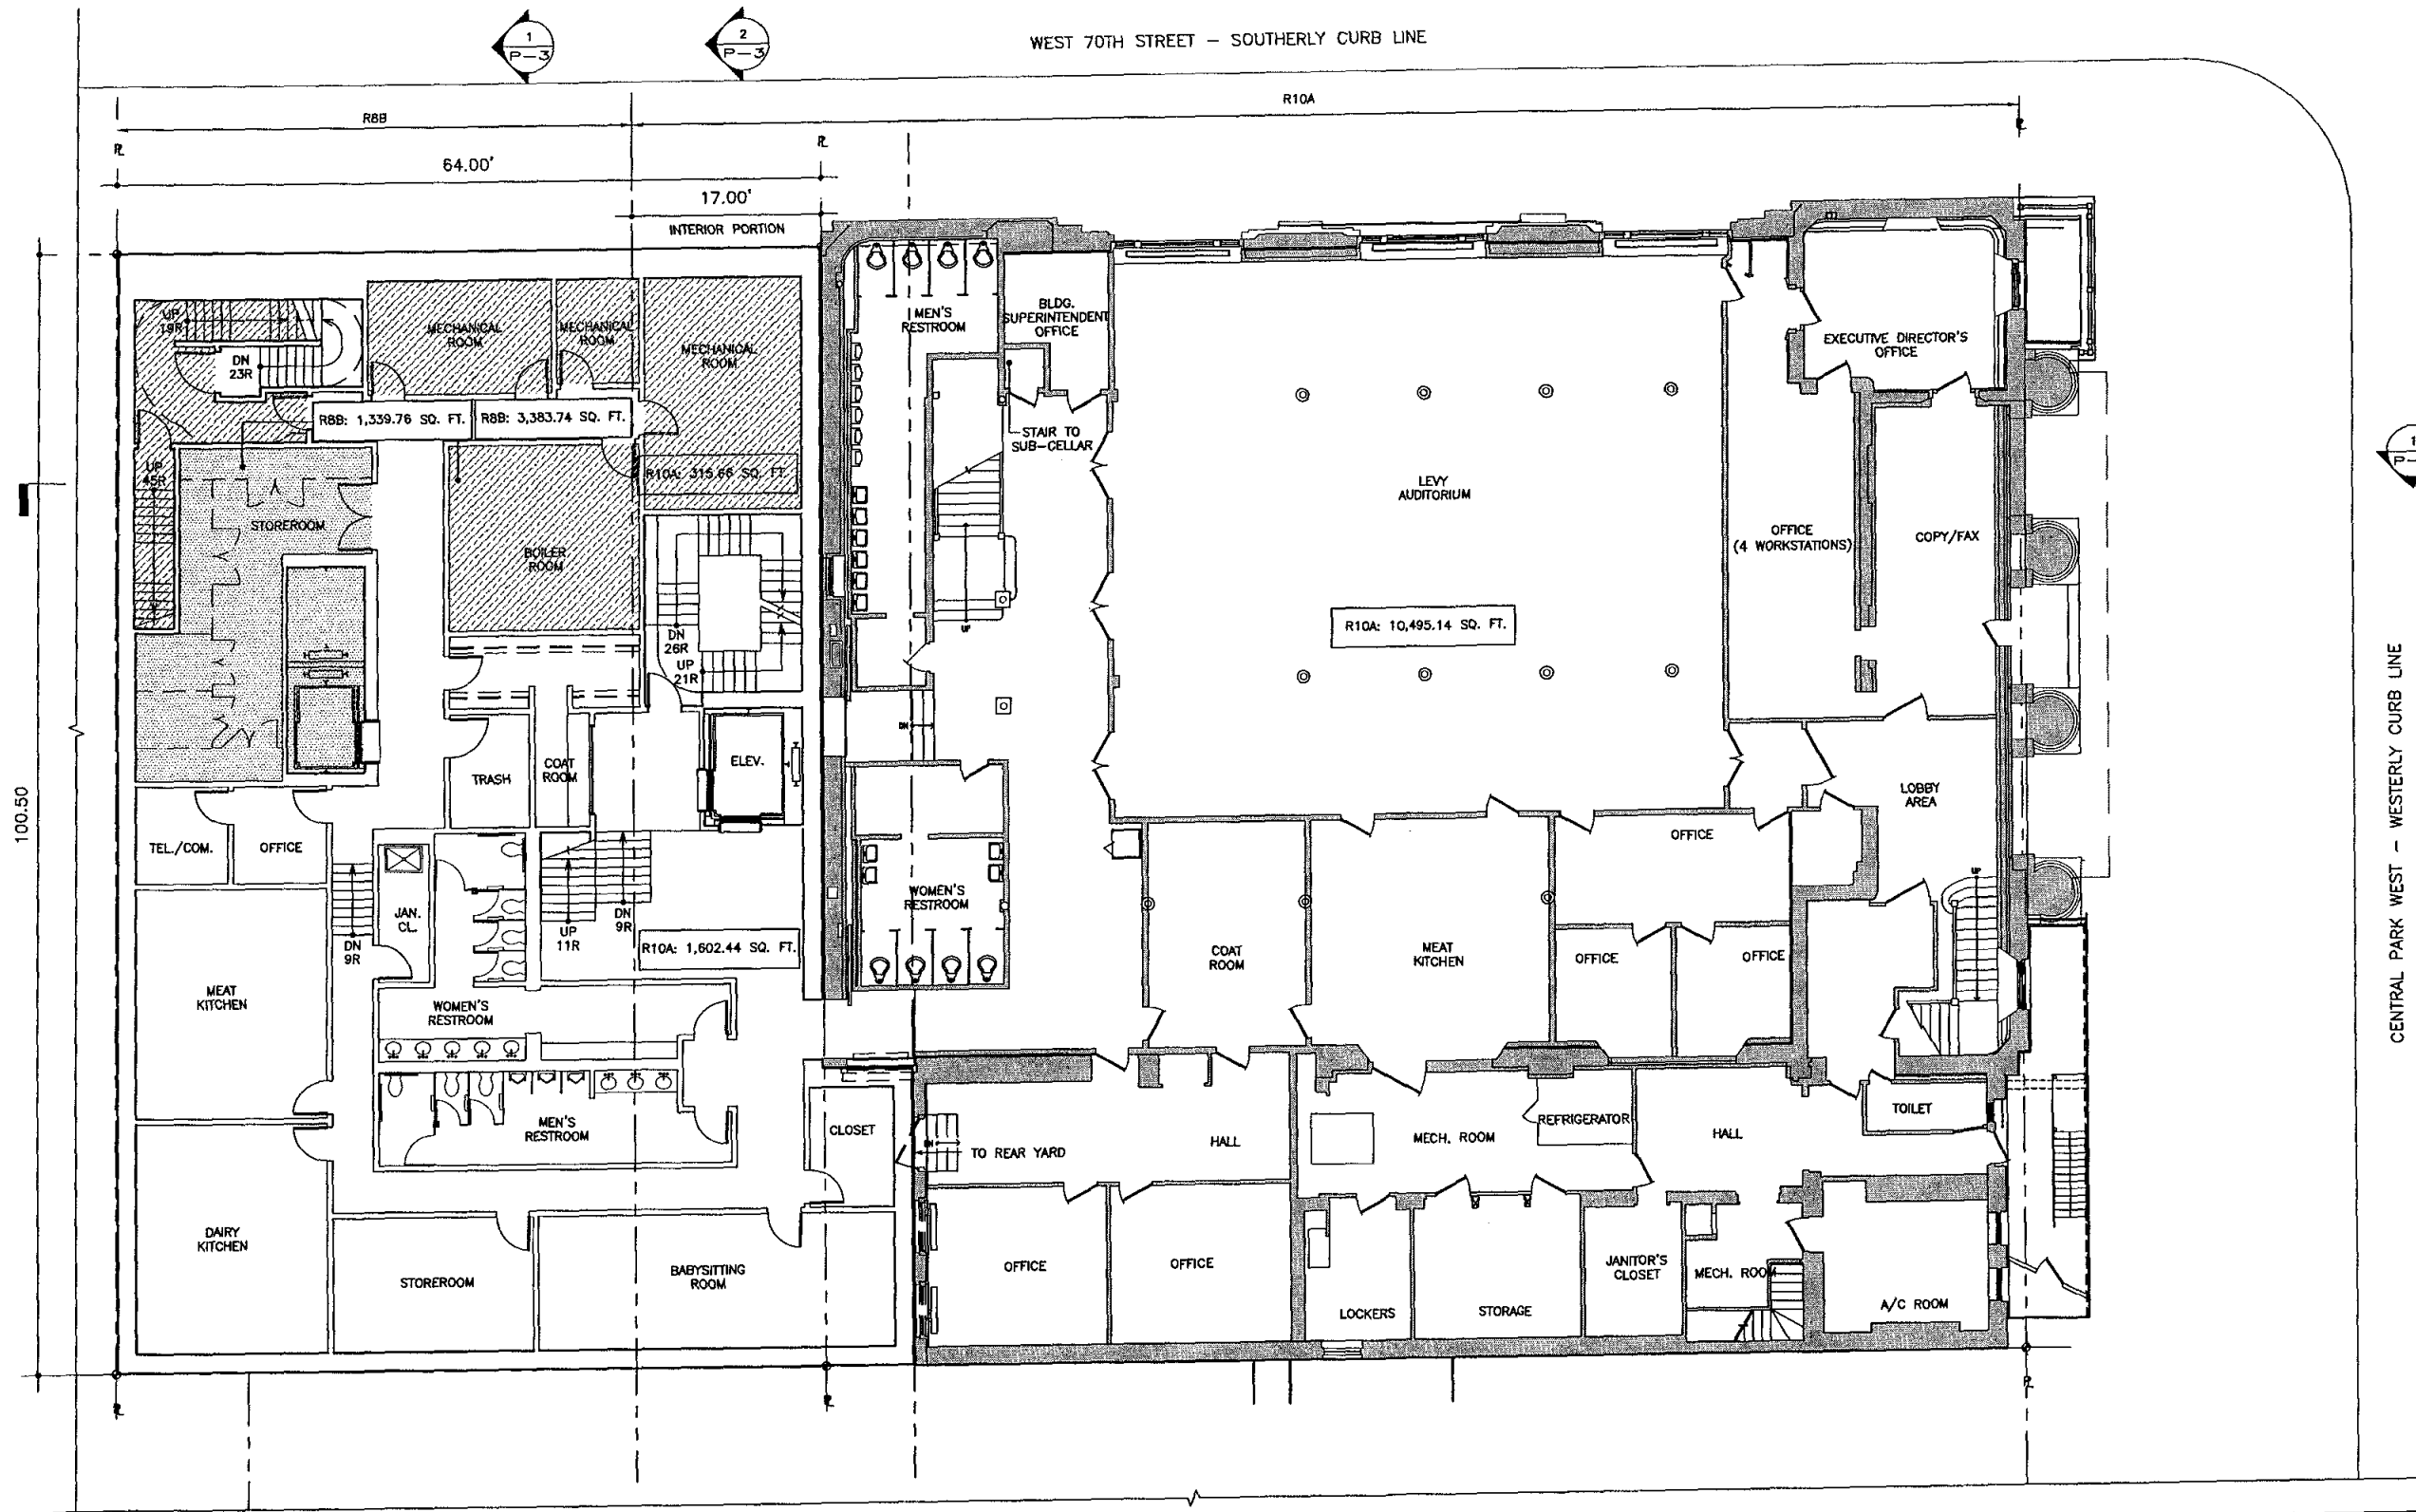 1
P-3
2
P-3
WEST 70TH STREET - SOUTHERLY CURB LINE
R8B
R10A
64.00'
17.00'
INTERIOR PORTION
UP
19R
DN
23R
MECHANICAL
ROOM
MECHANICAL
ROOM
MECHANICAL
ROOM
MEN'S
RESTROOM
BLDG.
SUPERINTENDENT
OFFICE
EXECUTIVE DIRECTOR'S
OFFICE
R8B: 1,339.76 SQ. FT.
R8B: 3,383.74 SQ. FT.
STAIR TO
SUB-CELLAR
UP
45R
R10A: 315.66 SQ. FT.
LEVY
AUDITORIUM
STOREROOM
BOILER
ROOM
OFFICE
(4 WORKSTATIONS)
COPY/FAX
UP
R10A: 10,495.14 SQ. FT.
DN
26R
UP
21R
DN
TRASH
COAT
ROOM
ELEV.
LOBBY
AREA
100.50
CENTRAL PARK WEST - WESTERLY CURB LINE
TEL./COM.
OFFICE
OFFICE
UP
JAN.
CL.
WOMEN'S
RESTROOM
DN
9R
UP
11R
DN
9R
R10A: 1,602.44 SQ. FT.
COAT
ROOM
MEAT
KITCHEN
OFFICE
OFFICE
MEAT
KITCHEN
WOMEN'S
RESTROOM
MEN'S
RESTROOM
CLOSET
DN
TO REAR YARD
HALL
MECH. ROOM
REFRIGERATOR
HALL
TOILET
DAIRY
KITCHEN
STOREROOM
BABYSITTING
ROOM
OFFICE
OFFICE
LOCKERS
STORAGE
JANITOR'S
CLOSET
MECH. ROOM
A/C ROOM